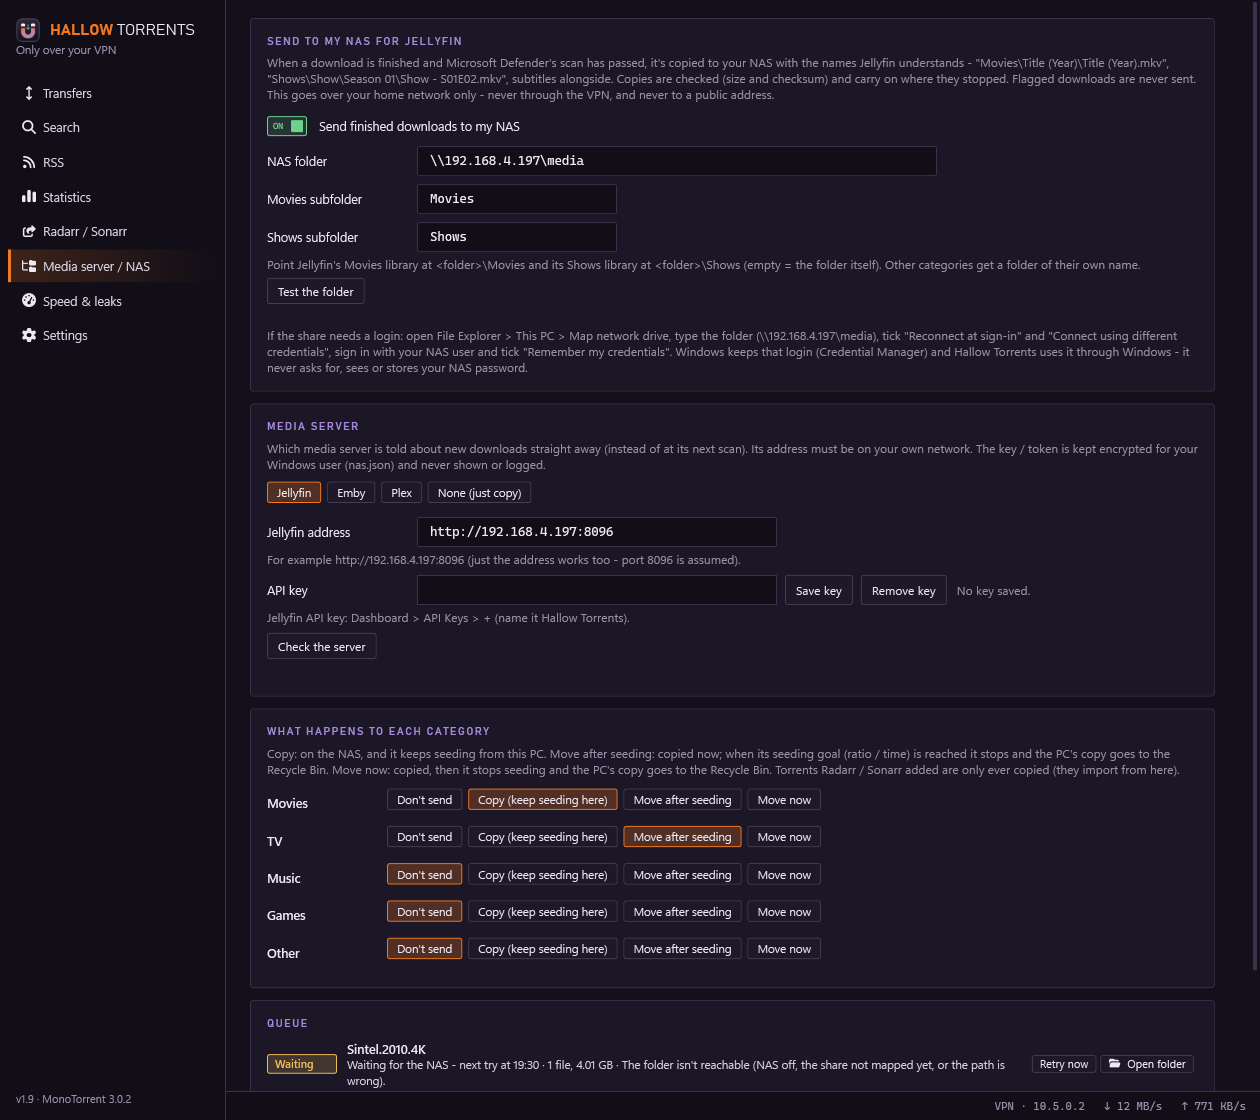 HALLOW TORRENTS
Only over your VPN
Transfers
Search
RSS
Statistics
Radarr / Sonarr
Media server / NAS
Speed & leaks
Settings
v1.9 · MonoTorrent 3.0.2
SEND TO MY NAS FOR JELLYFIN
When a download is finished and Microsoft Defender's scan has passed, it's copied to your NAS with the names Jellyfin understands - "Movies\Title (Year)\Title (Year).mkv",
"Shows\Show\Season 01\Show - S01E02.mkv", subtitles alongside. Copies are checked (size and checksum) and carry on where they stopped. Flagged downloads are never sent.
This goes over your home network only - never through the VPN, and never to a public address.
ON Send finished downloads to my NAS
NAS folder \\192.168.4.197\media
Movies subfolder Movies
Shows subfolder Shows
Point Jellyfin's Movies library at <folder>\Movies and its Shows library at <folder>\Shows (empty = the folder itself). Other categories get a folder of their own name.
Test the folder
If the share needs a login: open File Explorer > This PC > Map network drive, type the folder (\\192.168.4.197\media), tick "Reconnect at sign-in" and "Connect using different
credentials", sign in with your NAS user and tick "Remember my credentials". Windows keeps that login (Credential Manager) and Hallow Torrents uses it through Windows - it
never asks for, sees or stores your NAS password.
MEDIA SERVER
Which media server is told about new downloads straight away (instead of at its next scan). Its address must be on your own network. The key / token is kept encrypted for your
Windows user (nas.json) and never shown or logged.
Jellyfin Emby Plex None (just copy)
Jellyfin address http://192.168.4.197:8096
For example http://192.168.4.197:8096 (just the address works too - port 8096 is assumed).
API key Save key Remove key No key saved.
Jellyfin API key: Dashboard > API Keys > + (name it Hallow Torrents).
Check the server
WHAT HAPPENS TO EACH CATEGORY
Copy: on the NAS, and it keeps seeding from this PC. Move after seeding: copied now; when its seeding goal (ratio / time) is reached it stops and the PC's copy goes to the
Recycle Bin. Move now: copied, then it stops seeding and the PC's copy goes to the Recycle Bin. Torrents Radarr / Sonarr added are only ever copied (they import from here).
Movies Don't send Copy (keep seeding here) Move after seeding Move now
TV Don't send Copy (keep seeding here) Move after seeding Move now
Music Don't send Copy (keep seeding here) Move after seeding Move now
Games Don't send Copy (keep seeding here) Move after seeding Move now
Other Don't send Copy (keep seeding here) Move after seeding Move now
QUEUE
Sintel.2010.4K
Waiting Waiting for the NAS - next try at 19:30 · 1 file, 4.01 GB · The folder isn't reachable (NAS off, the share not mapped yet, or the path is Retry now Open folder
wrong).
VPN · 10.5.0.2 ↓ 12 MB/s ↑ 771 KB/s